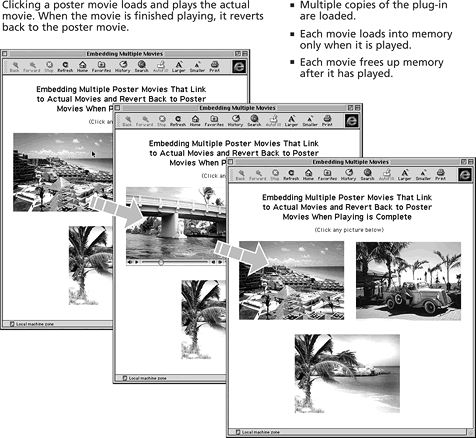 Clicking a poster movie loads and plays the actual
movie. When the movie is finished playing, it reverts
back to the poster movie.
▪ Multiple copies of the plug-in
are loaded.
▪ Each movie loads into memory
only when it is played.
▪ Each movie frees up memory
after it has played.
Embedding Multiple Movies
Back Forward Stop Refresh Home Favorites History Search AutoFill Larger Smaller Print
Embedding Multiple Poster Movies That Link
to Actual Movies and Revert Back to Poster
Movies When P
(Click an
Local machine zone
Embedding Multiple Movies
Back Forward Stop Refresh Home Favorites History Search AutoFill Larger Smaller Print
Embedding Multiple Poster Movies That Link
to Actual Movies and Revert Back to Poster
Movies When P
(Click an
Local machine zone
Embedding Multiple Movies
Back Forward Stop Refresh Home Favorites History Search AutoFill Larger Smaller Print
Embedding Multiple Poster Movies That Link
to Actual Movies and Revert Back to Poster
Movies When Playing is Complete
(Click any picture below)
Local machine zone